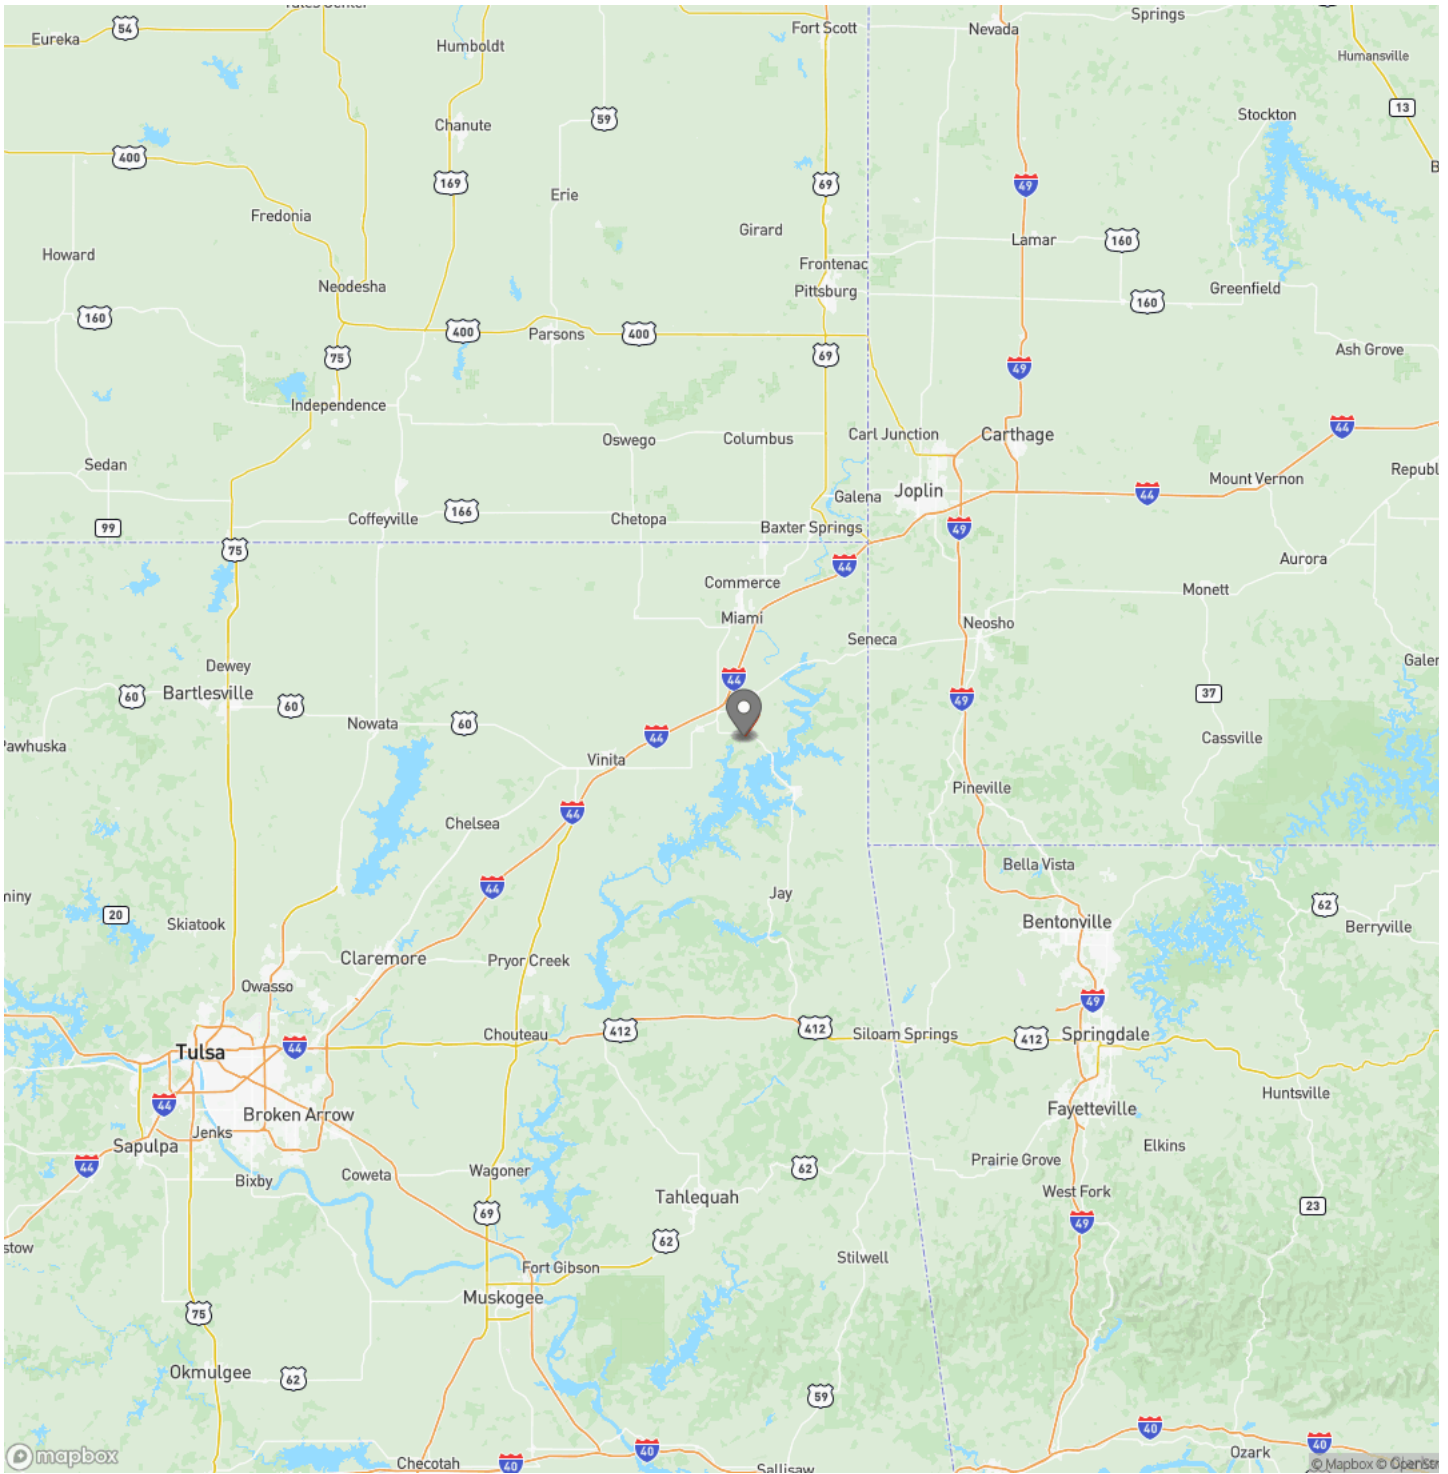 Yates Center
54
Eureka
Humboldt
Fort Scott
Nevada
Springs
Humansville
13
Chanute
59
Stockton
400
169
Erie
69
49
Fredonia
Girard
Lamar
160
Howard
Frontenac
Neodesha
Pittsburg
Greenfield
160
160
400
Parsons
400
75
69
49
Ash Grove
Independence
Oswego
Columbus
Carl Junction
Carthage
44
Sedan
Mount Vernon
Republ
Galena
Joplin
44
99
Coffeyville
166
Chetopa
Baxter Springs
49
75
44
Aurora
Commerce
Monett
Miami
Neosho
Seneca
Dewey
Galen
60
Bartlesville
60
44
49
37
Nowata
60
44
Pawhuska
Vinita
Cassville
Pineville
44
Chelsea
Bella Vista
44
Jay
miny
20
Skiatook
Bentonville
62
Berryville
Claremore
Pryor Creek
Owasso
49
412
Chouteau
412
Siloam Springs
412
Springdale
Tulsa
44
44
Broken Arrow
Fayetteville
Huntsville
Jenks
Sapulpa
44
Elkins
Bixby
Coweta
Wagoner
62
Prairie Grove
Tahlequah
West Fork
69
23
62
49
stow
Stilwell
Fort Gibson
Muskogee
75
Okmulgee
62
59
40
40
Ozark
mapbox
Checotah
40
40
Sallisaw
© Mapbox © OpenStr